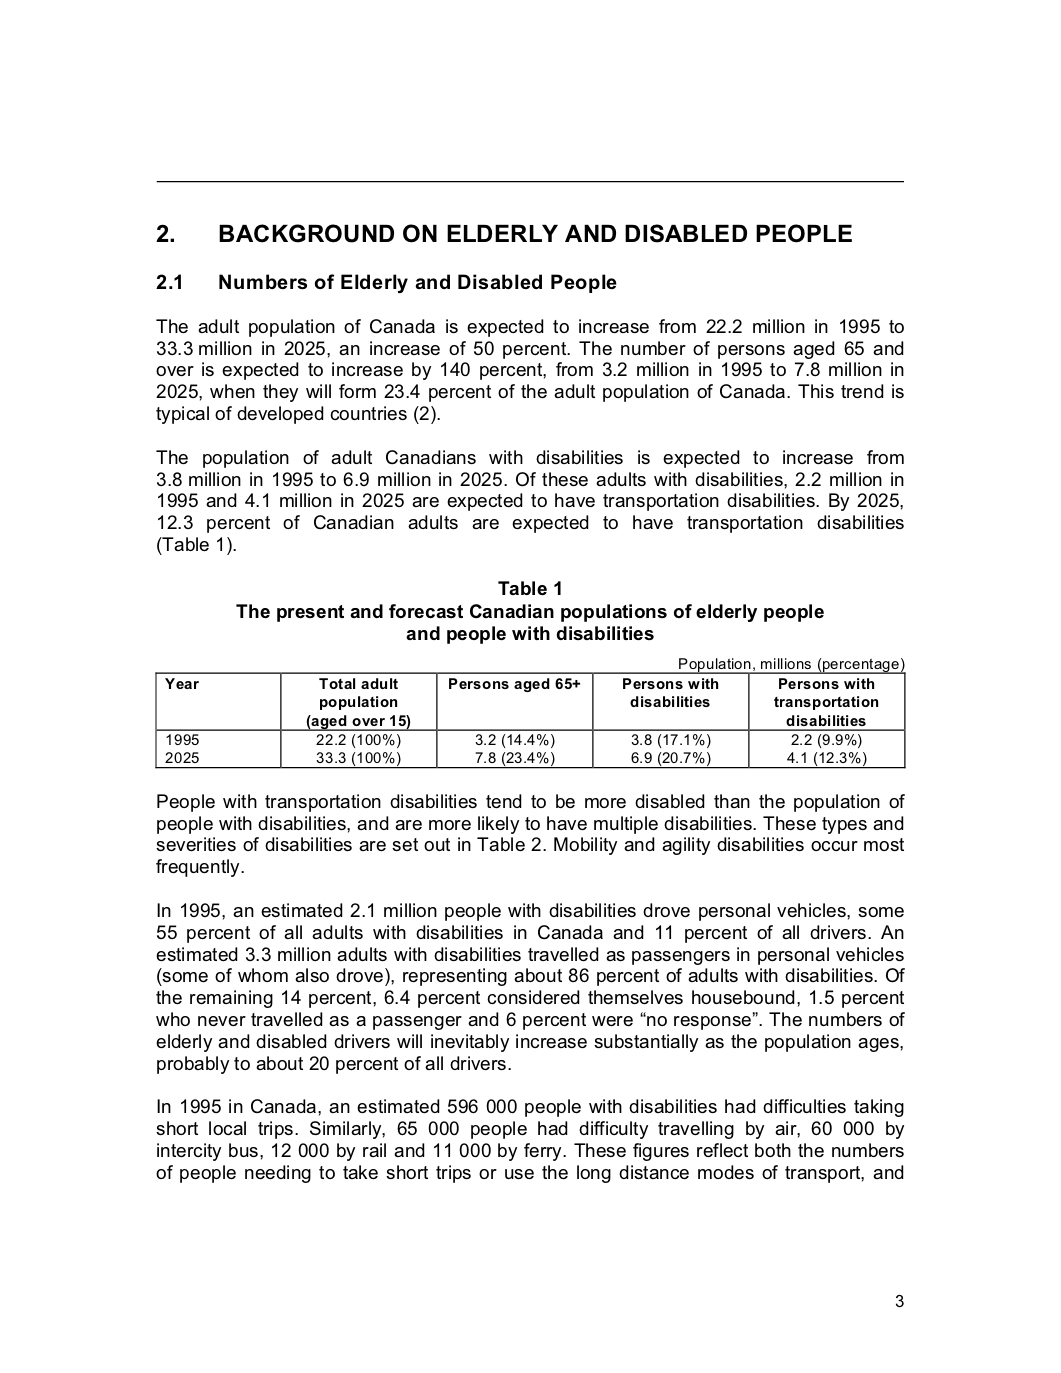 2. BACKGROUND ON ELDERLY AND DISABLED PEOPLE
2.1 Numbers of Elderly and Disabled People
The adult population of Canada is expected to increase from 22.2 million in 1995 to
33.3 million in 2025, an increase of 50 percent. The number of persons aged 65 and
over is expected to increase by 140 percent, from 3.2 million in 1995 to 7.8 million in
2025, when they will form 23.4 percent of the adult population of Canada. This trend is
typical of developed countries (2).
The population of adult Canadians with disabilities is expected to increase from
3.8 million in 1995 to 6.9 million in 2025. Of these adults with disabilities, 2.2 million in
1995 and 4.1 million in 2025 are expected to have transportation disabilities. By 2025,
12.3 percent of Canadian adults are expected to have transportation disabilities
(Table 1).
Table 1
The present and forecast Canadian populations of elderly people
and people with disabilities
Population, millions (percentage)
Year Total adult Persons aged 65+ Persons with Persons with
population disabilities transportation
(aged over 15) disabilities
1995 22.2 (100%) 3.2 (14.4%) 3.8 (17.1%) 2.2 (9.9%)
2025 33.3 (100%) 7.8 (23.4%) 6.9 (20.7%) 4.1 (12.3%)
People with transportation disabilities tend to be more disabled than the population of
people with disabilities, and are more likely to have multiple disabilities. These types and
severities of disabilities are set out in Table 2. Mobility and agility disabilities occur most
frequently.
In 1995, an estimated 2.1 million people with disabilities drove personal vehicles, some
55 percent of all adults with disabilities in Canada and 11 percent of all drivers. An
estimated 3.3 million adults with disabilities travelled as passengers in personal vehicles
(some of whom also drove), representing about 86 percent of adults with disabilities. Of
the remaining 14 percent, 6.4 percent considered themselves housebound, 1.5 percent
who never travelled as a passenger and 6 percent were “no response”. The numbers of
elderly and disabled drivers will inevitably increase substantially as the population ages,
probably to about 20 percent of all drivers.
In 1995 in Canada, an estimated 596 000 people with disabilities had difficulties taking
short local trips. Similarly, 65 000 people had difficulty travelling by air, 60 000 by
intercity bus, 12 000 by rail and 11 000 by ferry. These figures reflect both the numbers
of people needing to take short trips or use the long distance modes of transport, and
3